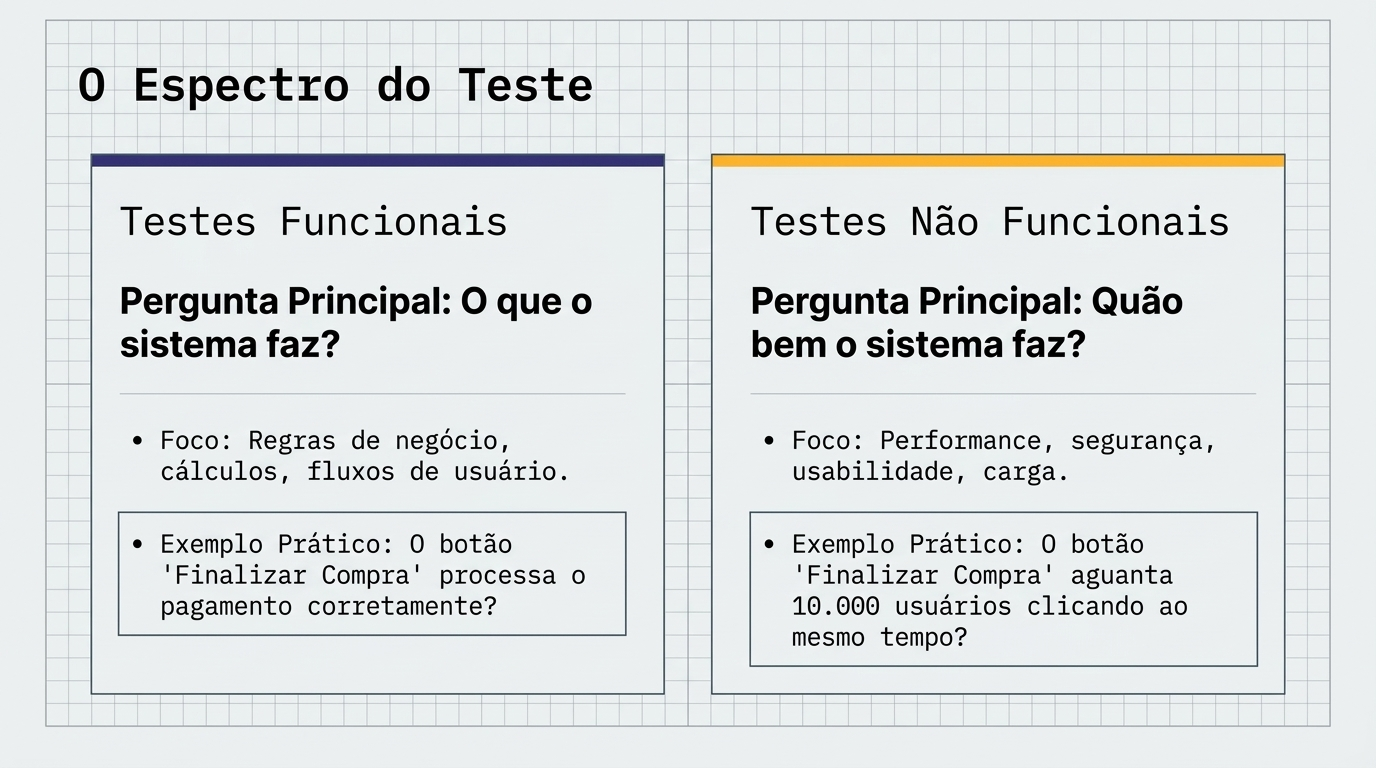 O Espectro do Teste
Testes Funcionais
Pergunta Principal: O que o
sistema faz?
• Foco: Regras de negócio,
cálculos, fluxos de usuário.
• Exemplo Prático: O botão
'Finalizar Compra' processa o
pagamento corretamente?
Testes Não Funcionais
Pergunta Principal: Quão
bem o sistema faz?
• Foco: Performance, segurança,
usabilidade, carga.
• Exemplo Prático: O botão
'Finalizar Compra' aguanta
10.000 usuários clicando ao
mesmo tempo?